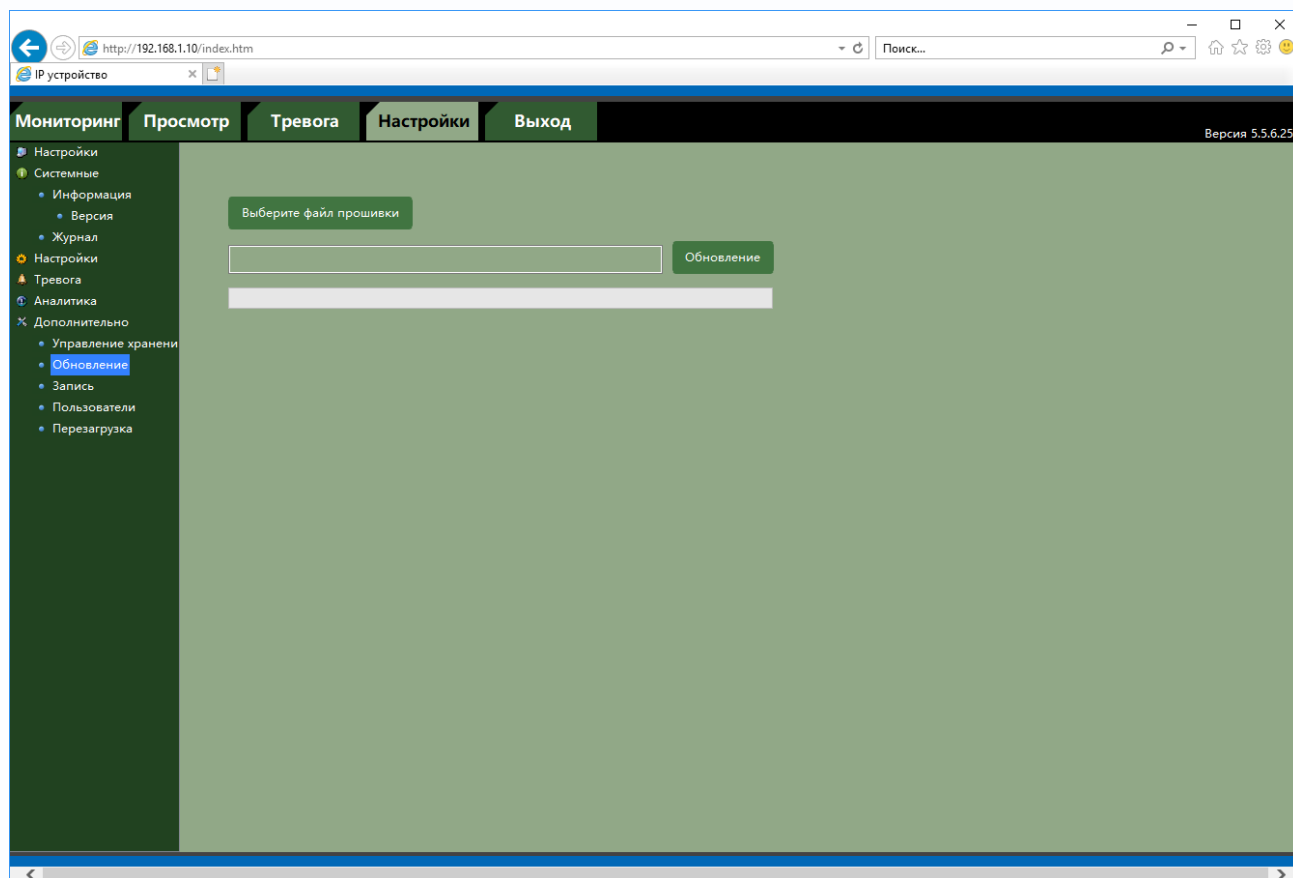 http://192.168.1.10/index.htm
Поиск...
IP устройство
Мониторинг Просмотр Тревога Настройки Выход
Версия 5.5.6.25
Настройки
Системные
Информация
Версия
Журнал
Настройки
Тревога
Аналитика
Дополнительно
Управление хранени
Обновление
Запись
Пользователи
Перезагрузка
Выберите файл прошивки
Обновление